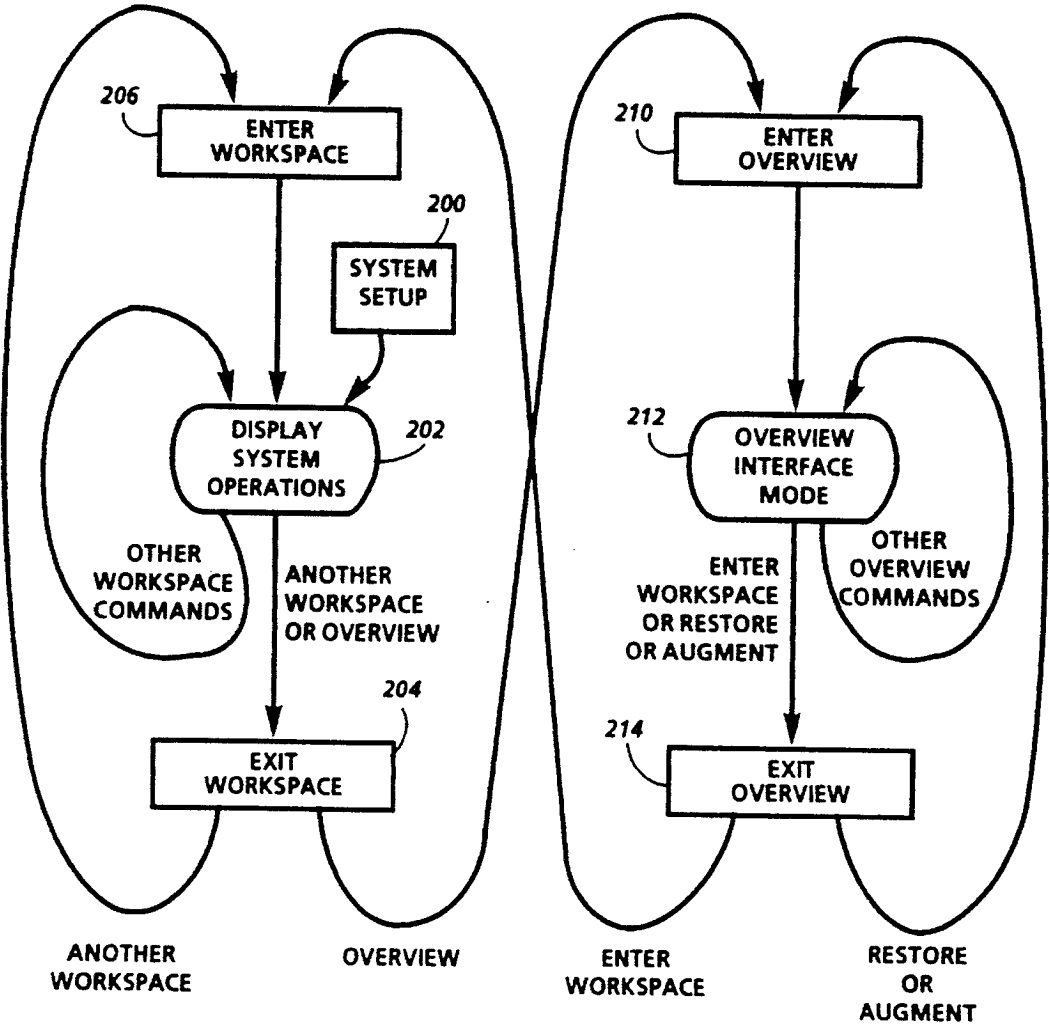 206
ENTER
WORKSPACE
200
SYSTEM
SETUP
DISPLAY
SYSTEM
OPERATIONS
202
OTHER
WORKSPACE
COMMANDS
ANOTHER
WORKSPACE
OR OVERVIEW
204
EXIT
WORKSPACE
ANOTHER
WORKSPACE
OVERVIEW
210
ENTER
OVERVIEW
212
OVERVIEW
INTERFACE
MODE
ENTER
WORKSPACE
OR RESTORE
OR AUGMENT
OTHER
OVERVIEW
COMMANDS
214
EXIT
OVERVIEW
ENTER
WORKSPACE
RESTORE
OR
AUGMENT